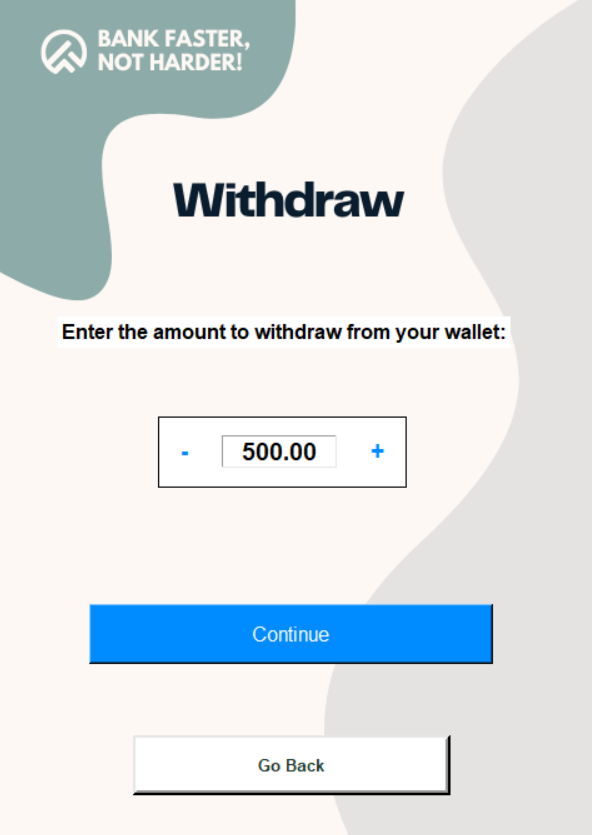 BANK FASTER,
NOT HARDER!
Withdraw
Enter the amount to withdraw from your wallet:
- 500.00 +
Continue
Go Back